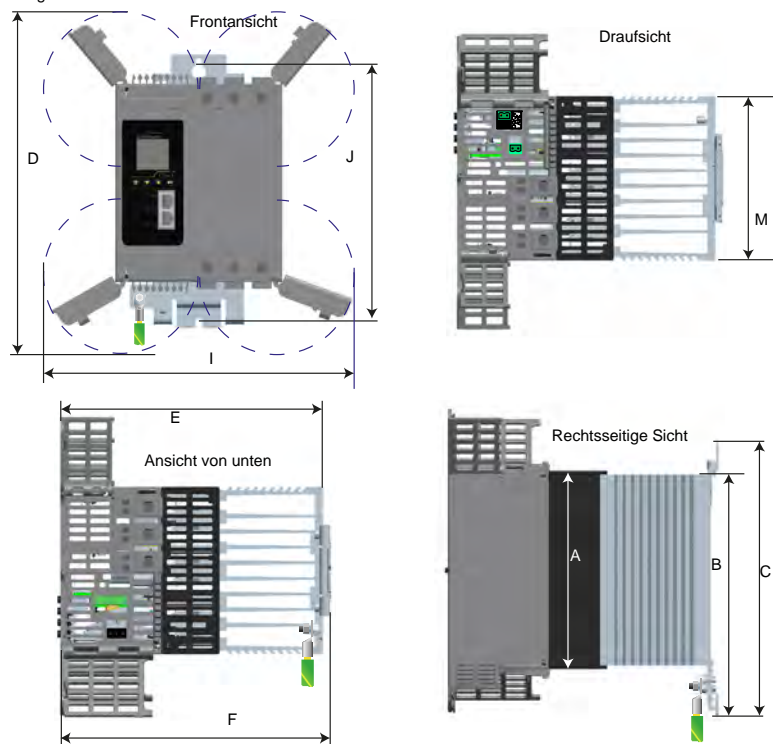 Frontansicht
D
J
I
Draufsicht
M
E
Ansicht von unten
F
Rechtsseitige Sicht
A
B
C